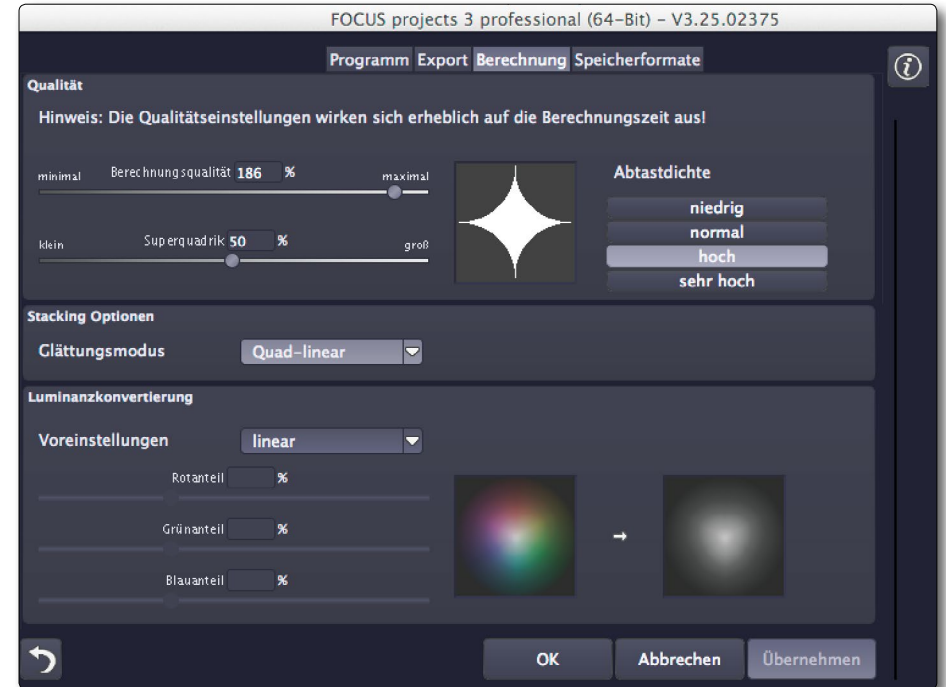 FOCUS projects 3 professional (64-Bit) - V3.25.02375
Programm Export Berechnung Speicherformate
Qualität
Hinweis: Die Qualitätseinstellungen wirken sich erheblich auf die Berechnungszeit aus!
minimal Berechnungsqualität 186 % maximal
klein Superquadrik 50 % groß
Abtastdichte
niedrig
normal
hoch
sehr hoch
Stacking Optionen
Glättungsmodus Quad-linear
Luminanzkonvertierung
Voreinstellungen linear
Rotanteil %
Grünanteil %
Blauanteil %
→
OK Abbrechen Übernehmen